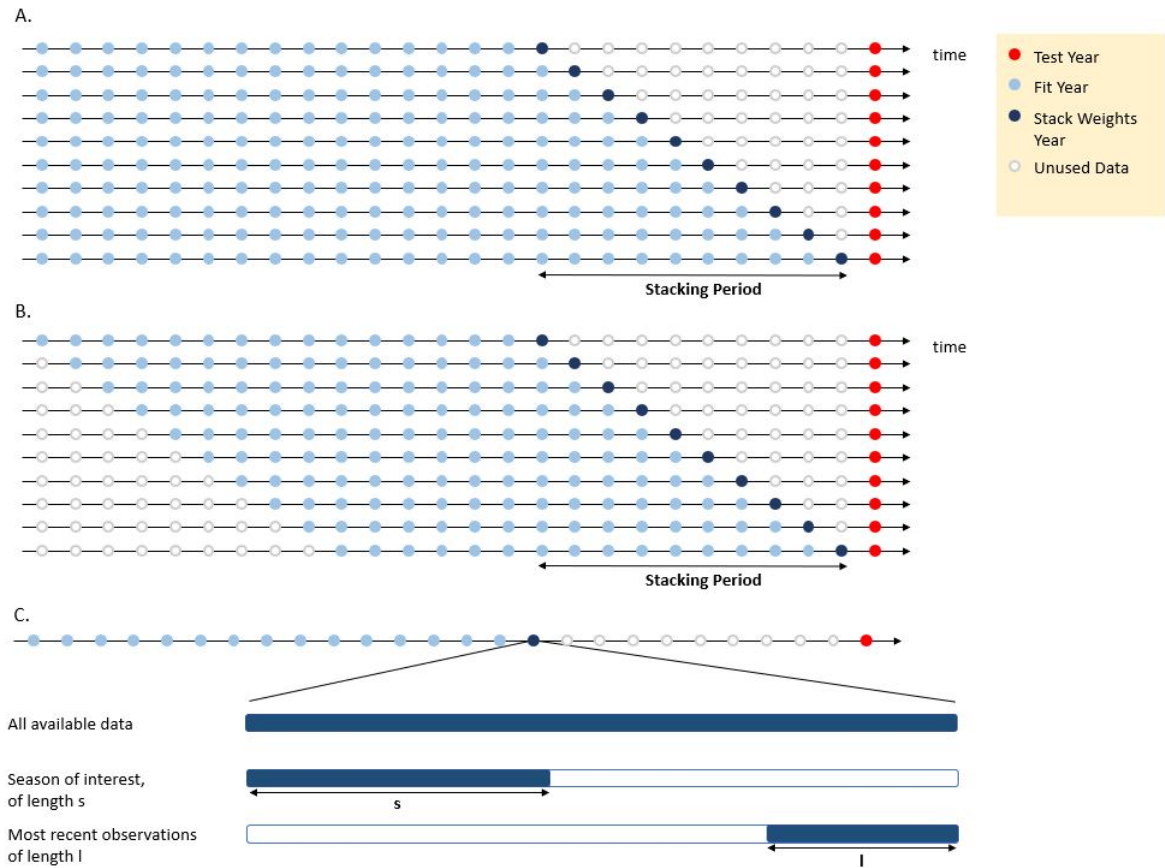 A.
time
Test Year
Fit Year
Stack Weights
Year
Unused Data
Stacking Period
B.
time
Stacking Period
C.
All available data
Season of interest,
of length s
s
Most recent observations
of length l
l